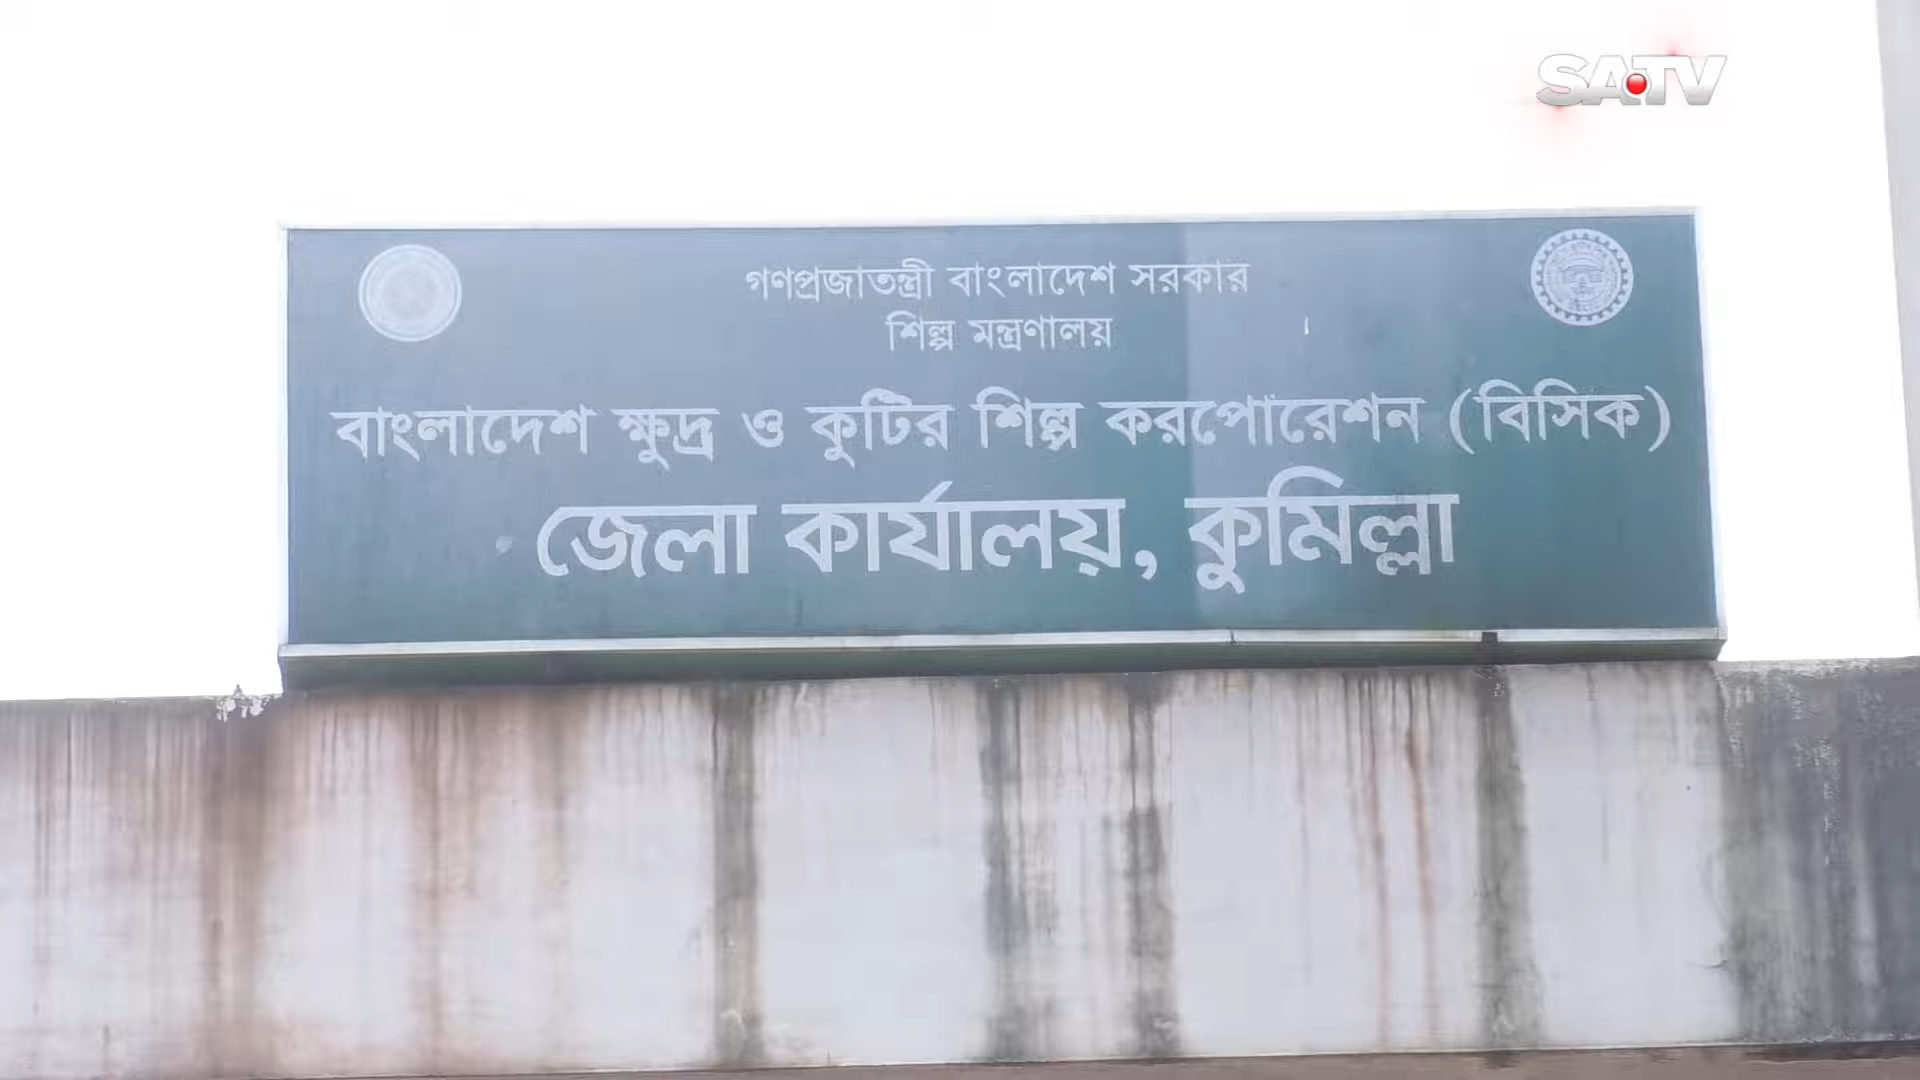 SATV
গণপ্রজাতন্ত্রী বাংলাদেশ সরকার
শিল্প মন্ত্রণালয়
বাংলাদেশ ক্ষুদ্র ও কুটির শিল্প করপোরেশন (বিসিক)
জেলা কার্যালয়, কুমিল্লা